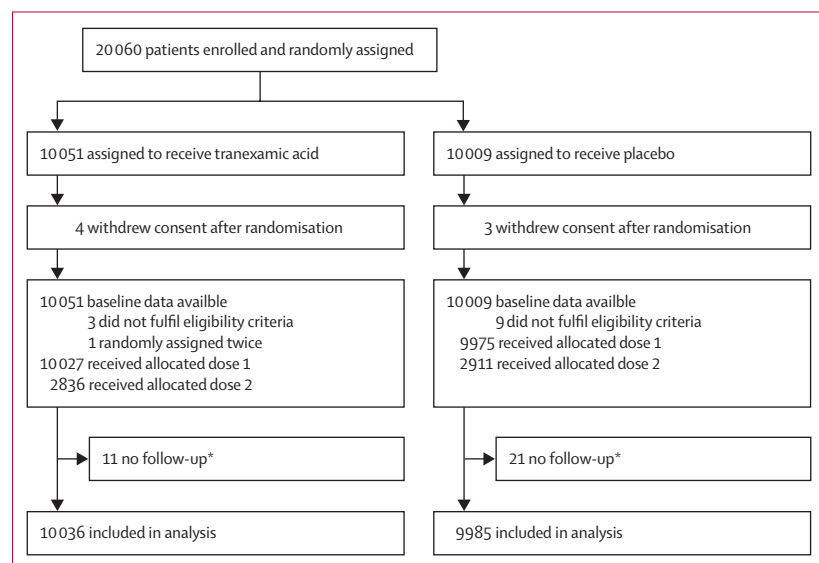 20 060 patients enrolled and randomly assigned
10 051 assigned to receive tranexamic acid
10 009 assigned to receive placebo
4 withdrew consent after randomisation
3 withdrew consent after randomisation
10 051 baseline data availble
3 did not fulfil eligibility criteria
1 randomly assigned twice
10 027 received allocated dose 1
2836 received allocated dose 2
10 009 baseline data availble
9 did not fulfil eligibility criteria
9975 received allocated dose 1
2911 received allocated dose 2
11 no follow-up*
21 no follow-up*
10 036 included in analysis
9985 included in analysis